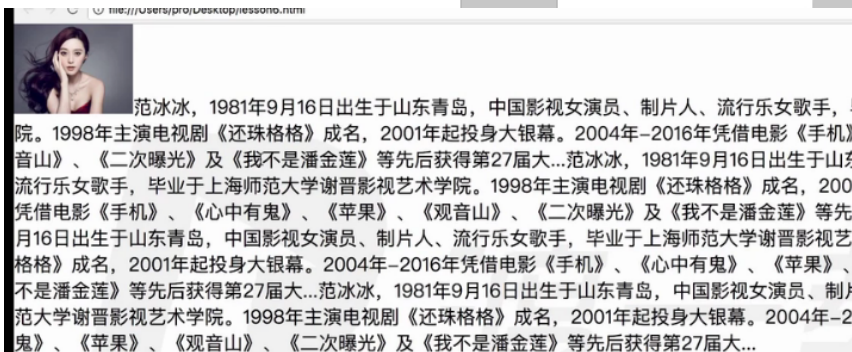 file:///Users/pro/Desktop/lesson6.html
范冰冰，1981年9月16日出生于山东青岛，中国影视女演员、制片人、流行乐女歌手，
院。1998年主演电视剧《还珠格格》成名，2001年起投身大银幕。2004年-2016年凭借电影《手机》
音山》、《二次曝光》及《我不是潘金莲》等先后获得第27届大...范冰冰，1981年9月16日出生于山东
流行乐女歌手，毕业于上海师范大学谢晋影视艺术学院。1998年主演电视剧《还珠格格》成名，200
凭借电影《手机》、《心中有鬼》、《苹果》、《观音山》、《二次曝光》及《我不是潘金莲》等先
月16日出生于山东青岛，中国影视女演员、制片人、流行乐女歌手，毕业于上海师范大学谢晋影视艺
格格》成名，2001年起投身大银幕。2004年-2016年凭借电影《手机》、《心中有鬼》、《苹果》、
不是潘金莲》等先后获得第27届大...范冰冰，1981年9月16日出生于山东青岛，中国影视女演员、制片
范大学谢晋影视艺术学院。1998年主演电视剧《还珠格格》成名，2001年起投身大银幕。2004年-2
鬼》、《苹果》、《观音山》、《二次曝光》及《我不是潘金莲》等先后获得第27届大...